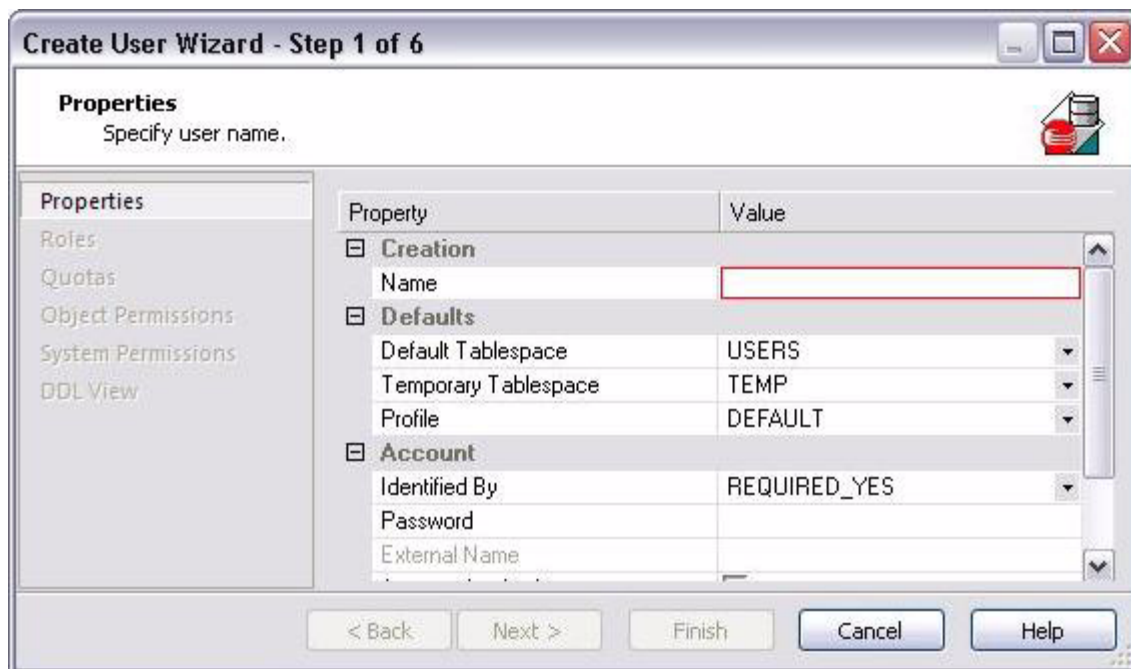 Create User Wizard - Step 1 of 6
Properties
Specify user name.
Properties
Roles
Quotas
Object Permissions
System Permissions
DDL View
Property Value
Creation
Name
Defaults
Default Tablespace USERS
Temporary Tablespace TEMP
Profile DEFAULT
Account
Identified By REQUIRED_YES
Password
External Name
< Back Next > Finish Cancel Help